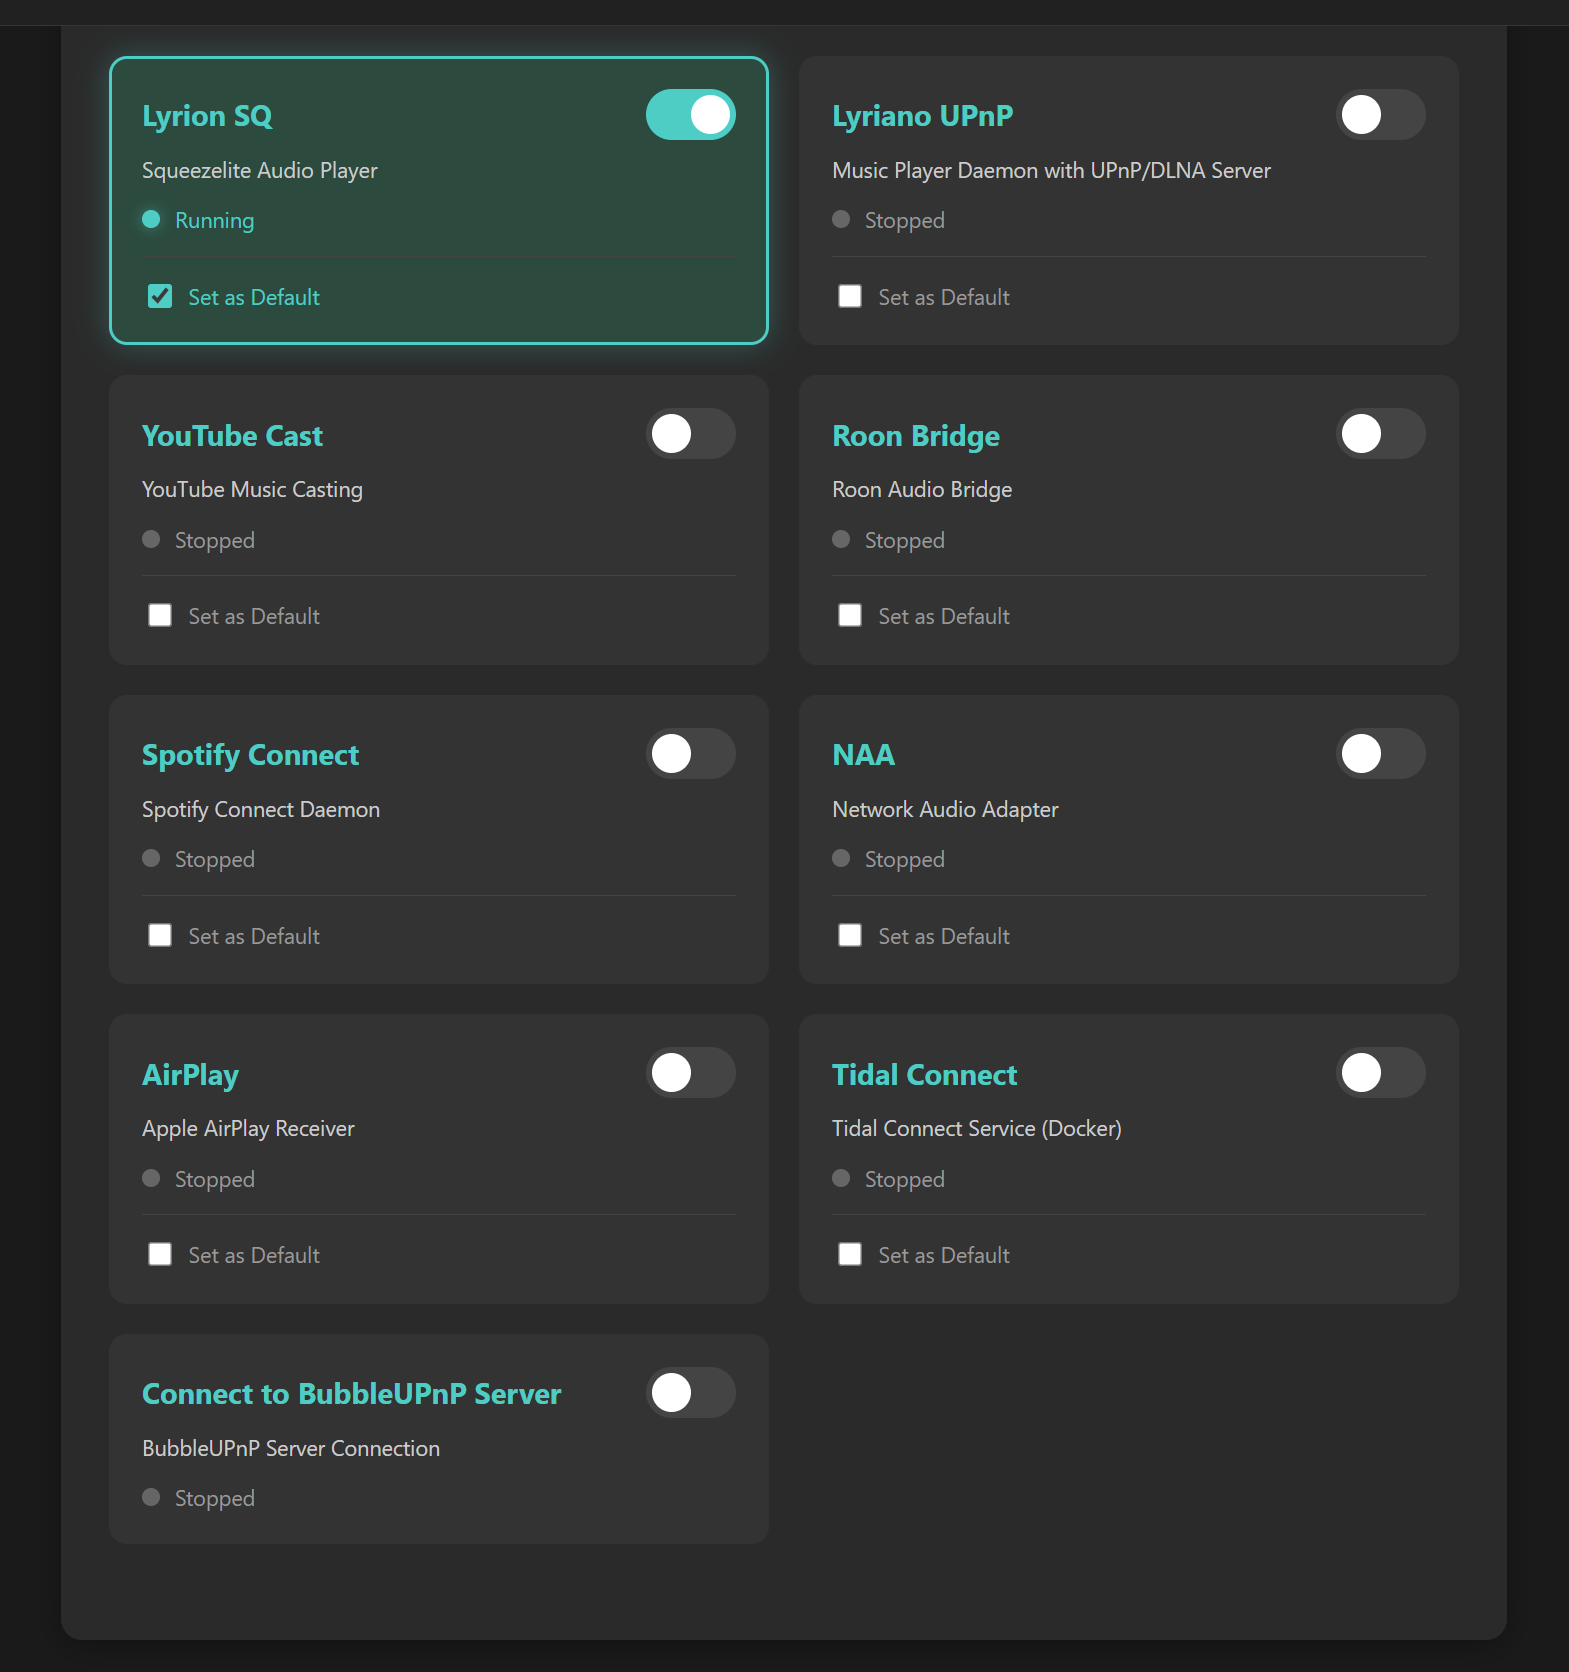 Lyrion SQ
Squeezelite Audio Player
Running
Set as Default
Lyriano UPnP
Music Player Daemon with UPnP/DLNA Server
Stopped
Set as Default
YouTube Cast
YouTube Music Casting
Stopped
Set as Default
Roon Bridge
Roon Audio Bridge
Stopped
Set as Default
Spotify Connect
Spotify Connect Daemon
Stopped
Set as Default
NAA
Network Audio Adapter
Stopped
Set as Default
AirPlay
Apple AirPlay Receiver
Stopped
Set as Default
Tidal Connect
Tidal Connect Service (Docker)
Stopped
Set as Default
Connect to BubbleUPnP Server
BubbleUPnP Server Connection
Stopped